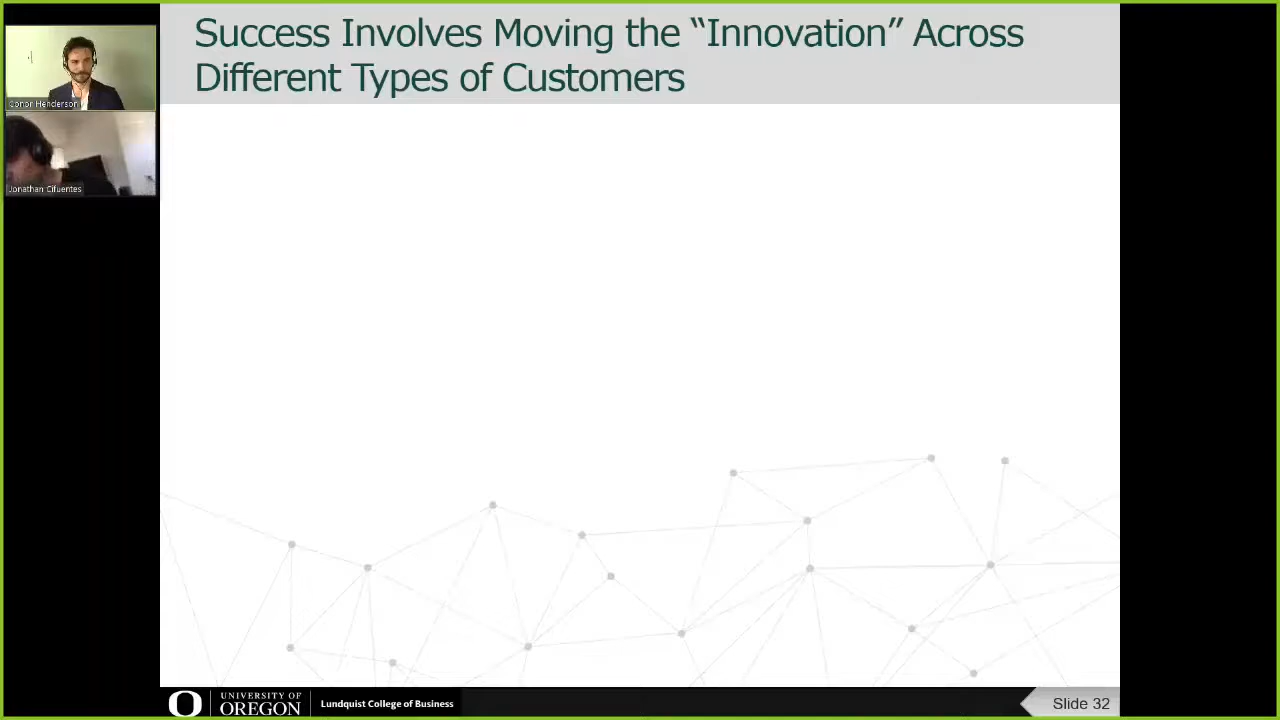 Success Involves Moving the “Innovation” Across
Different Types of Customers
Conor Henderson
Jonathan Cifuentes
UNIVERSITY OF
OREGON
Lundquist College of Business
Slide 32